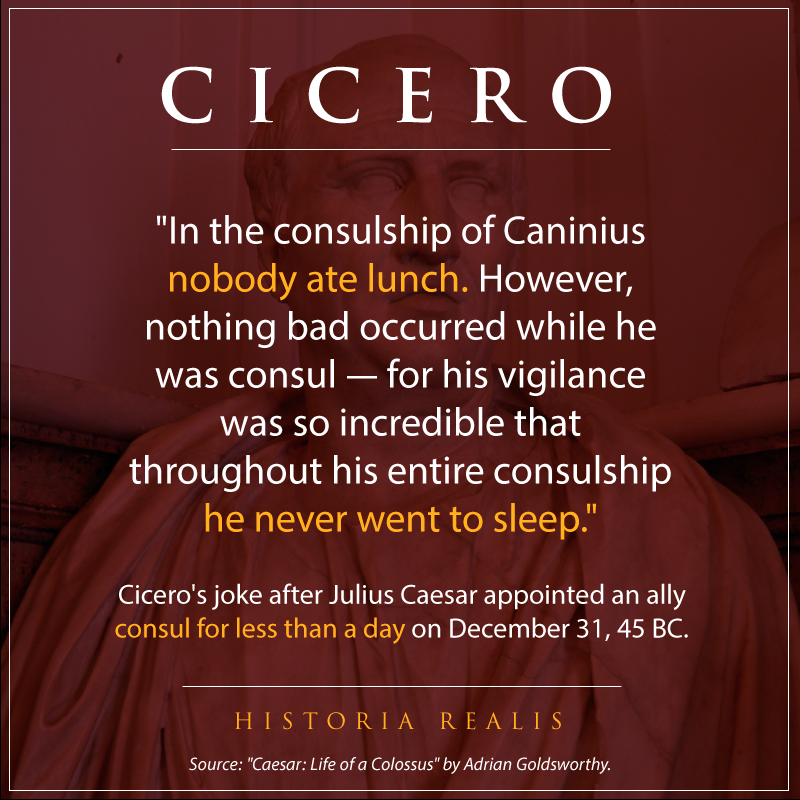 CICERO
"In the consulship of Caninius
nobody ate lunch. However,
nothing bad occurred while he
was consul — for his vigilance
was so incredible that
throughout his entire consulship
he never went to sleep."
Cicero's joke after Julius Caesar appointed an ally
consul for less than a day on December 31, 45 BC.
HISTORIA REALIS
Source: "Caesar: Life of a Colossus" by Adrian Goldsworthy.